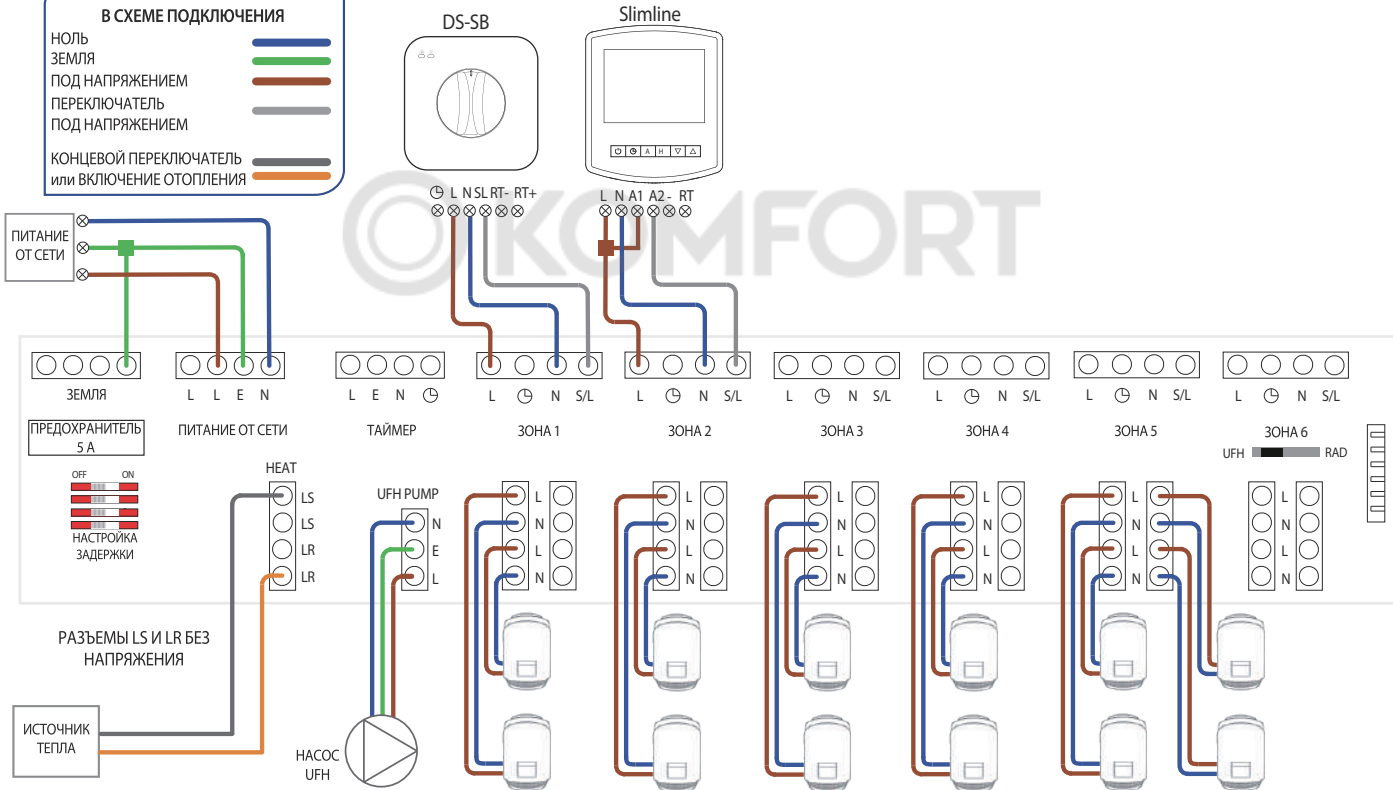 В СХЕМЕ ПОДКЛЮЧЕНИЯ
НОЛЬ
ЗЕМЛЯ
ПОД НАПРЯЖЕНИЕМ
ПЕРЕКЛЮЧАТЕЛЬ
ПОД НАПРЯЖЕНИЕМ
КОНЦЕВОЙ ПЕРЕКЛЮЧАТЕЛЬ
или ВКЛЮЧЕНИЕ ОТОПЛЕНИЯ
DS-SB
Slimline
A H
L N SL RT- RT+
L N A1 A2 - RT
KOMFORT
ПИТАНИЕ
ОТ СЕТИ
ЗЕМЛЯ
L L E N
ПИТАНИЕ ОТ СЕТИ
L E N
ТАЙМЕР
L N S/L
ЗОНА 1
L N S/L
ЗОНА 2
L N S/L
ЗОНА 3
L N S/L
ЗОНА 4
L N S/L
ЗОНА 5
L N S/L
ЗОНА 6
UFH RAD
ПРЕДОХРАНИТЕЛЬ
5 А
OFF ON
НАСТРОЙКА
ЗАДЕРЖКИ
HEAT
LS
LS
LR
LR
UFH PUMP
N
E
L
L
N
L
N
L
N
L
N
L
N
L
N
L
N
L
N
L
N
L
N
L
N
L
N
РАЗЪЕМЫ LS И LR БЕЗ
НАПРЯЖЕНИЯ
ИСТОЧНИК
ТЕПЛА
НАСОС
UFH